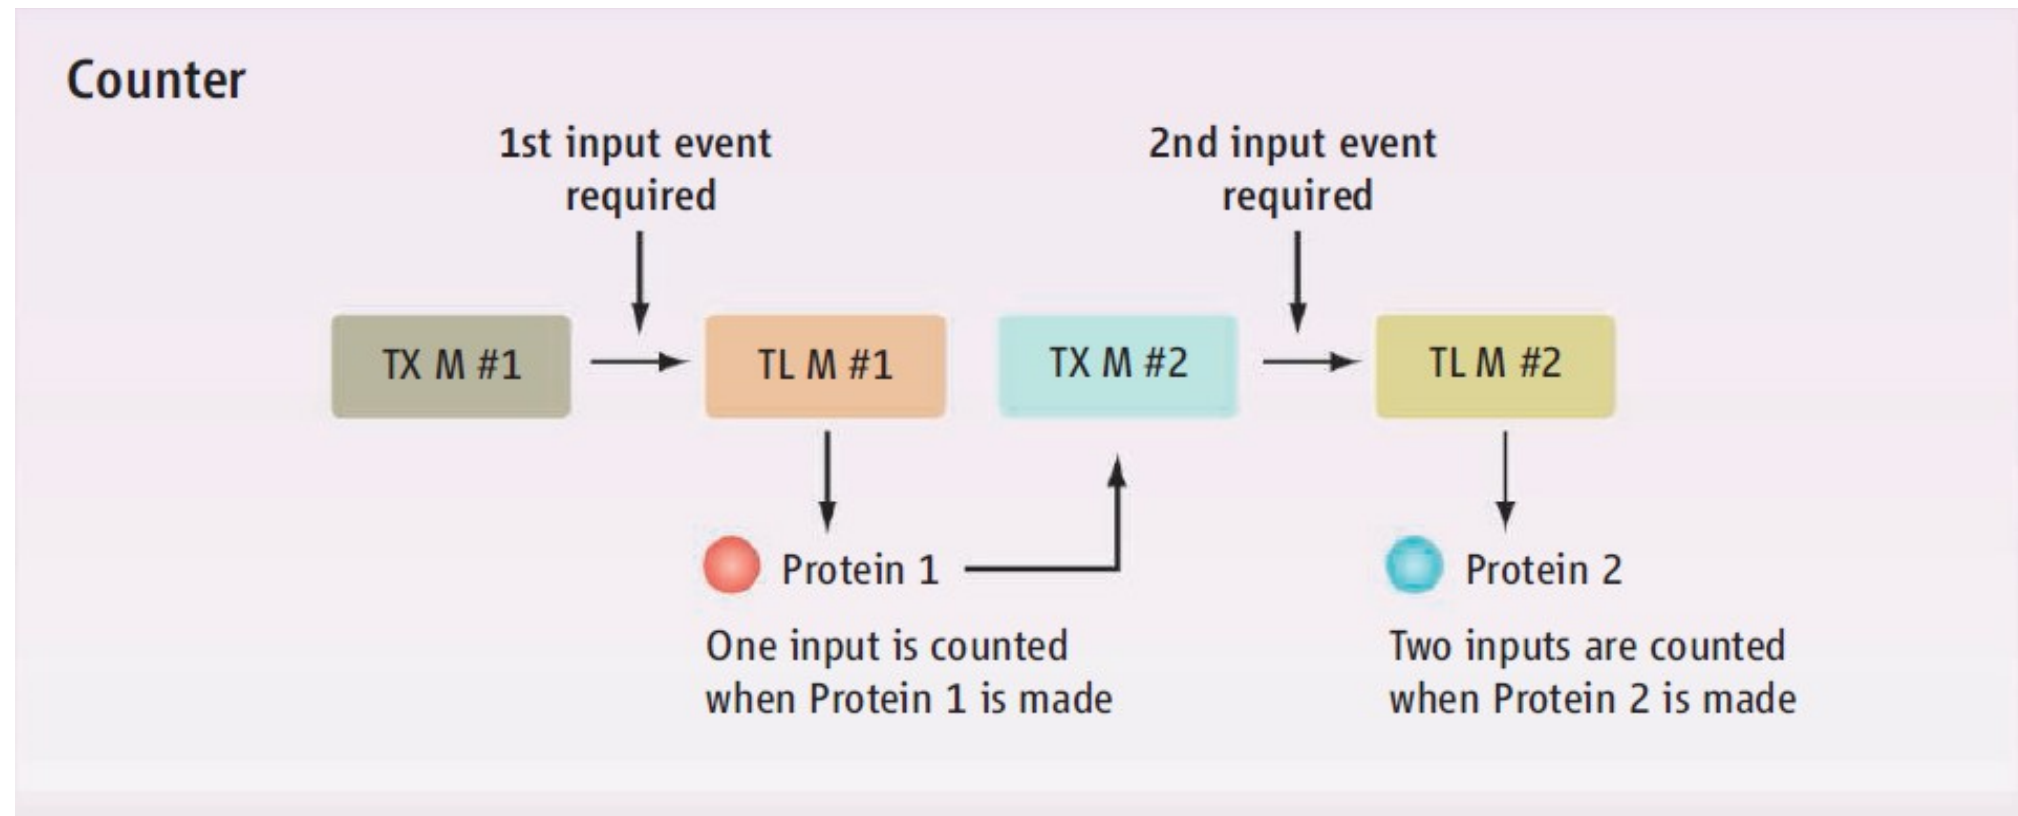 Counter
1st input event
required
2nd input event
required
TX M #1
TL M #1
TX M #2
TL M #2
Protein 1
Protein 2
One input is counted
when Protein 1 is made
Two inputs are counted
when Protein 2 is made